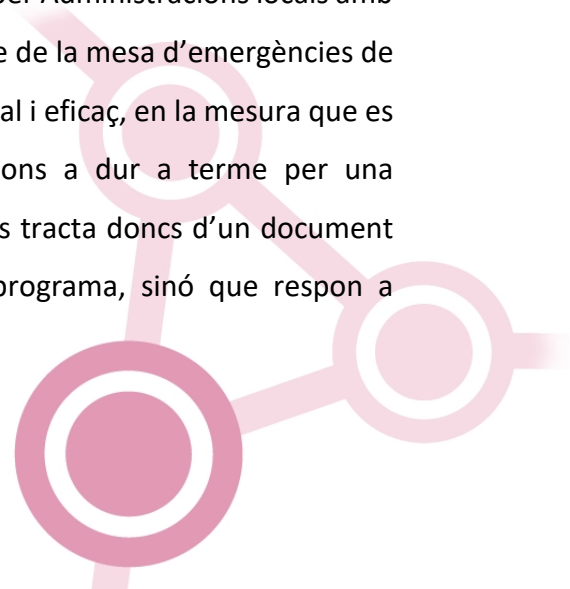 per Administracions locals amb
e de la mesa d’emergències de
al i eficaç, en la mesura que es
ons a dur a terme per una
s tracta doncs d’un document
programa, sinó que respon a